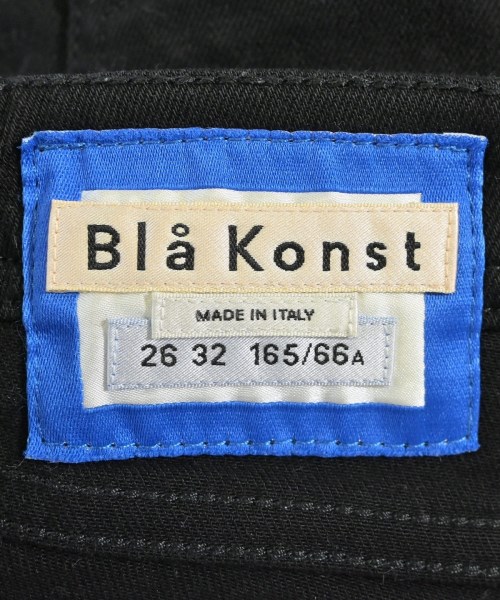 Blå Konst
MADE IN ITALY
26 32 165/66A